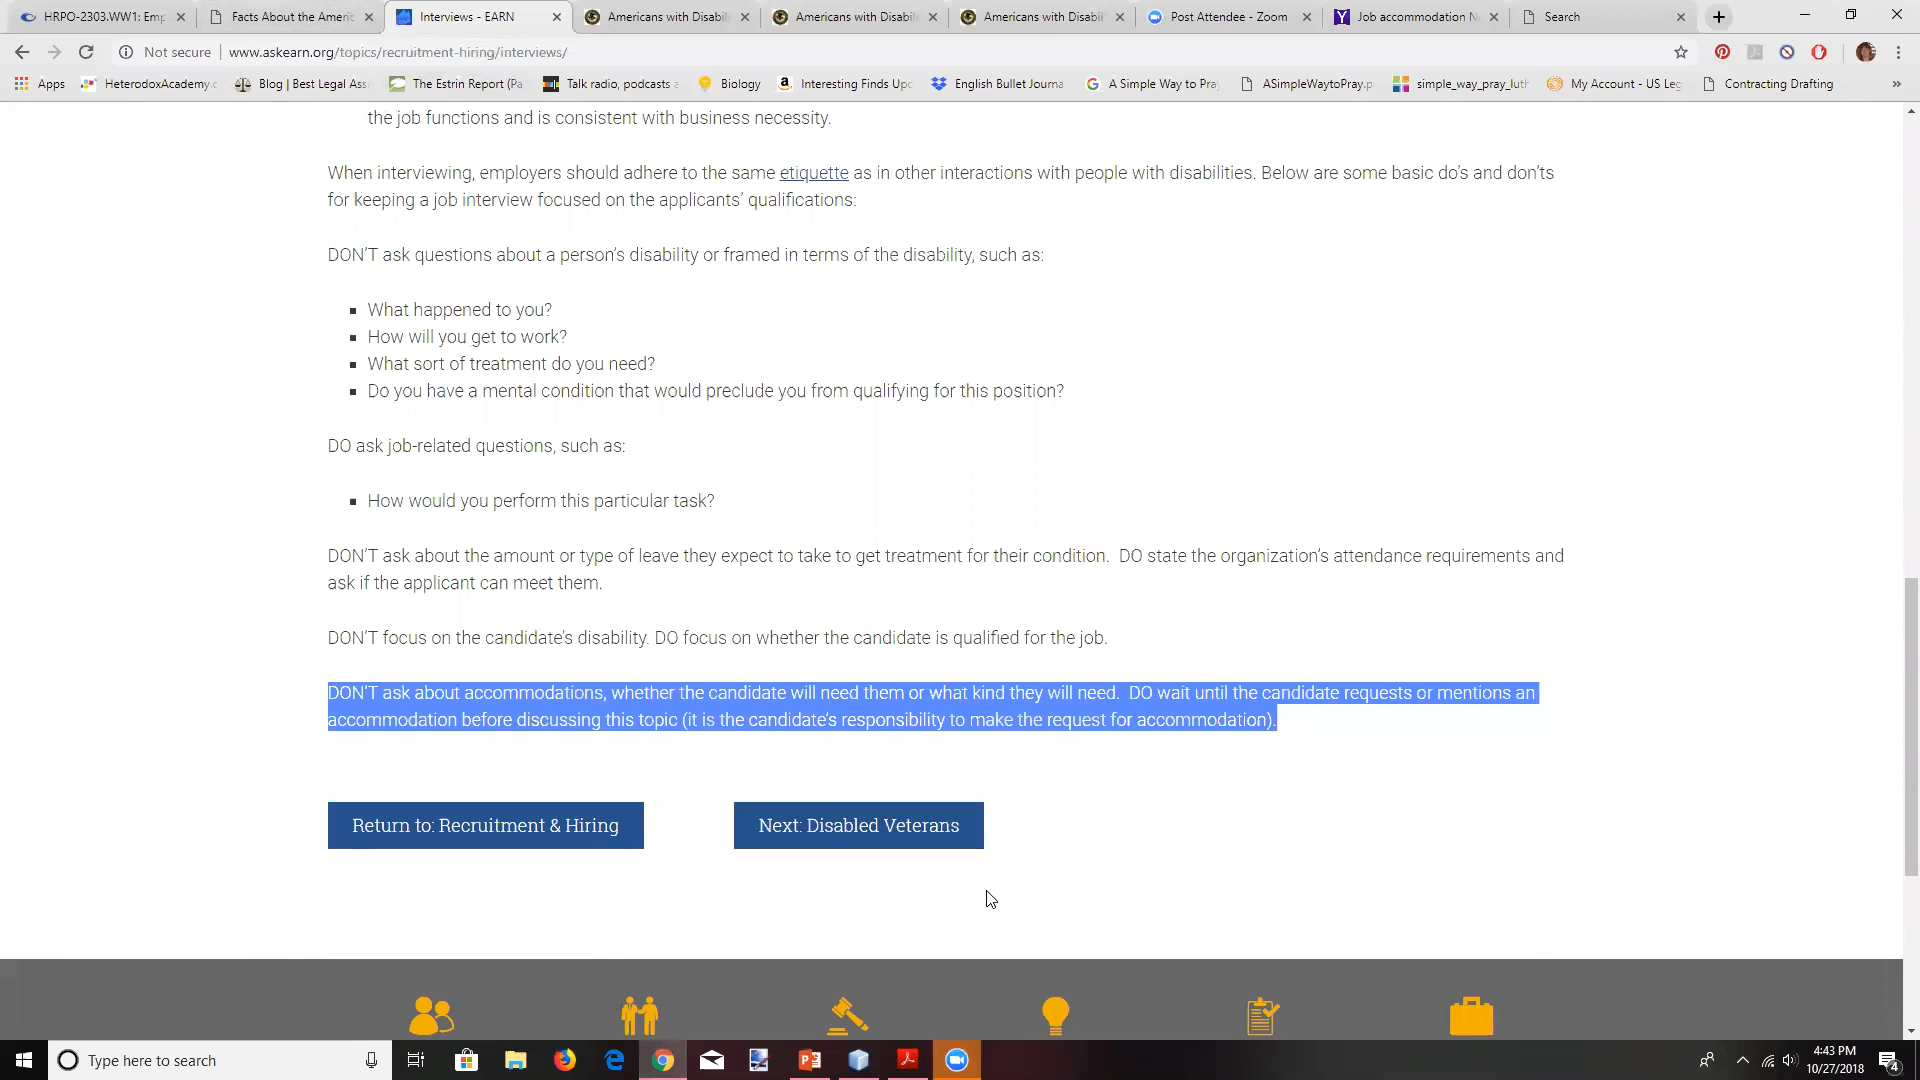 HRPO-2303.WW1: Emp
Facts About the Americ
Interviews - EARN
Americans with Disabili
Americans with Disabili
Americans with Disabili
Post Attendee - Zoom
Job accommodation N
Search
Not secure
www.askearn.org/topics/recruitment-hiring/interviews/
Apps
HeterodoxAcademy.c
Blog | Best Legal Ass
The Estrin Report (Pa
Talk radio, podcasts a
Biology
Interesting Finds Upd
English Bullet Journa
A Simple Way to Pra
ASimpleWaytoPray.p
simple_way_pray_luth
My Account - US Leg
Contracting Drafting
the job functions and is consistent with business necessity.
When interviewing, employers should adhere to the same etiquette as in other interactions with people with disabilities. Below are some basic do’s and don’ts
for keeping a job interview focused on the applicants’ qualifications:
DON’T ask questions about a person’s disability or framed in terms of the disability, such as:
What happened to you?
How will you get to work?
What sort of treatment do you need?
Do you have a mental condition that would preclude you from qualifying for this position?
DO ask job-related questions, such as:
How would you perform this particular task?
DON’T ask about the amount or type of leave they expect to take to get treatment for their condition.  DO state the organization’s attendance requirements and
ask if the applicant can meet them.
DON’T focus on the candidate’s disability. DO focus on whether the candidate is qualified for the job.
DON’T ask about accommodations, whether the candidate will need them or what kind they will need.  DO wait until the candidate requests or mentions an
accommodation before discussing this topic (it is the candidate’s responsibility to make the request for accommodation).
Return to: Recruitment & Hiring
Next: Disabled Veterans
Type here to search
4:43 PM
10/27/2018
4